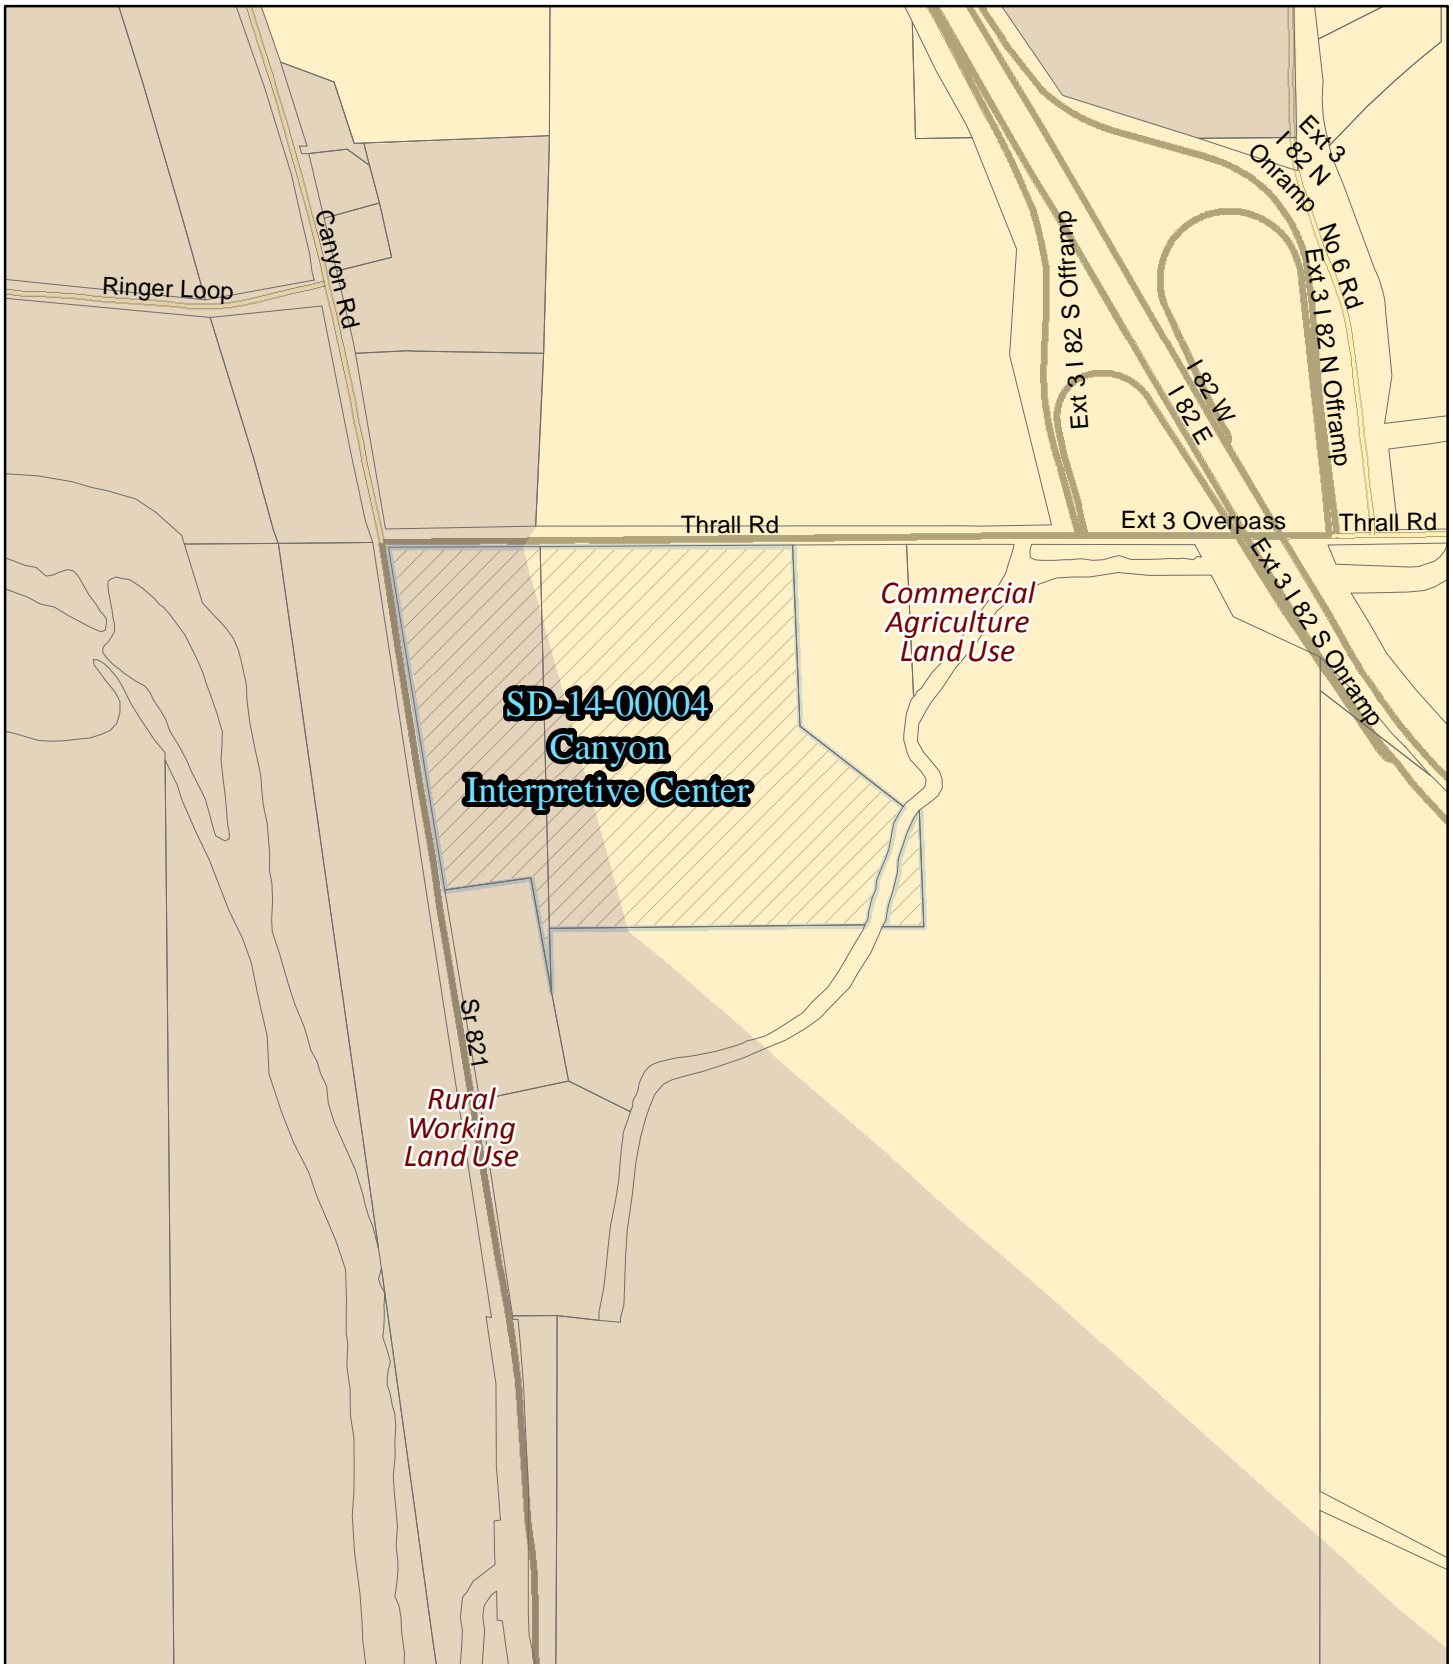 Ext 3
I 82 N
Onramp
No 6 Rd
Canyon Rd
Ringer Loop
Ext 3 I 82 S Offramp
Ext 3 I 82 N Offramp
I 82 W
I 82 E
Thrall Rd
Ext 3 Overpass
Thrall Rd
Ext 3 I 82 S Onramp
Commercial
Agriculture
Land Use
SD-14-00004
Canyon
Interpretive Center
Sr 821
Rural
Working
Land Use